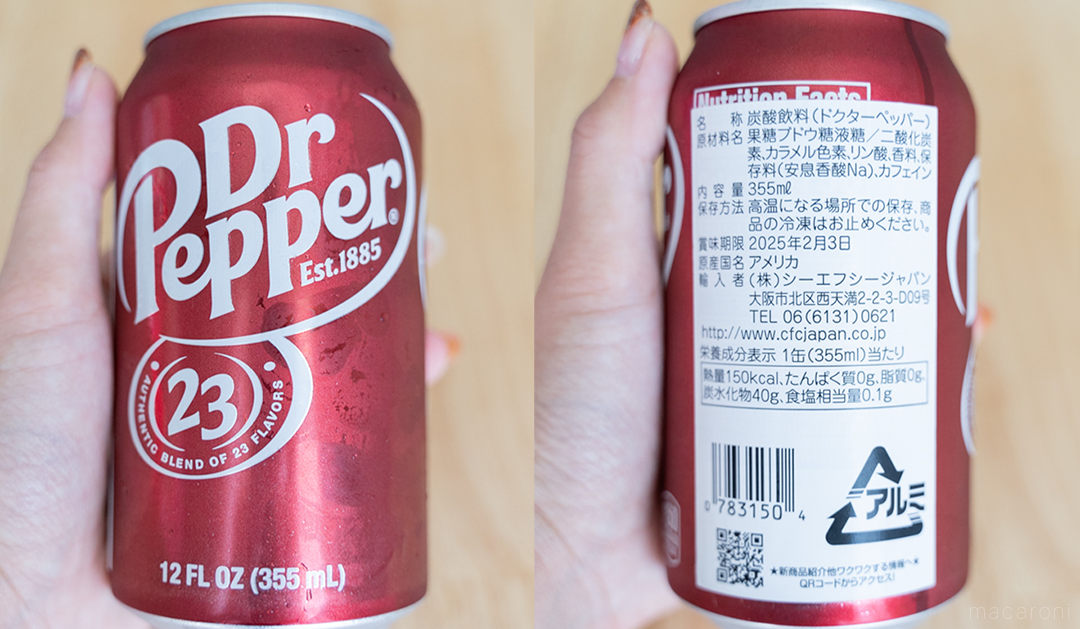 Dr
Pepper®
Est.1885
23
AUTHENTIC BLEND OF 23 FLAVORS
12 FL OZ (355 mL)
Nutrition Facts
名称 炭酸飲料(ドクターペッパー)
原材料名 果糖ブドウ糖液糖/二酸化炭
素、カラメル色素、リン酸、香料、保
存料(安息香酸Na)、カフェイン
内容量 355mℓ
保存方法 高温になる場所での保存、商
品の冷凍はお止めください。
賞味期限 2025年2月3日
原産国名 アメリカ
輸入者 (株)シーエフシージャパン
大阪市北区西天満2-2-3-D09号
TEL 06(6131)0621
http://www.cfcjapan.co.jp
栄養成分表示 1缶(355ml)当たり
熱量150kcal、たんぱく質0g、脂質0g、
炭水化物40g、食塩相当量0.1g
アルミ
0 783150 4
★新商品紹介他ワクワクする情報へ★
QRコードからアクセス!
macaroni